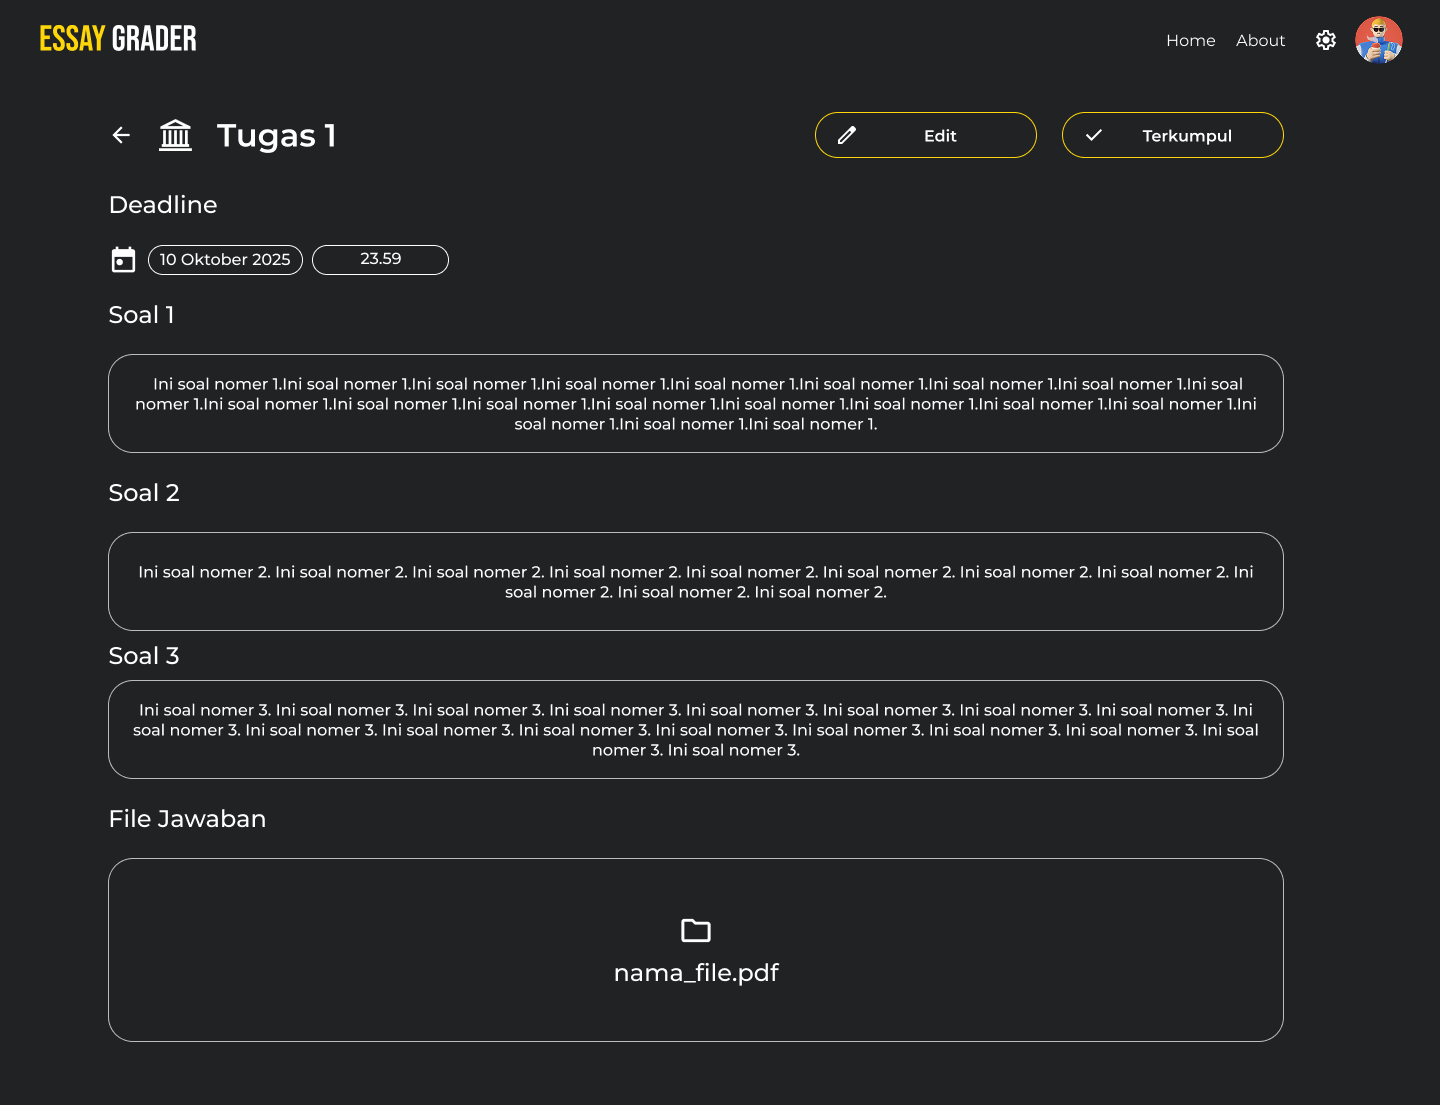 ESSAY GRADER
Home About
Tugas 1
Edit
Terkumpul
Deadline
10 Oktober 2025 23.59
Soal 1
Ini soal nomer 1.Ini soal nomer 1.Ini soal nomer 1.Ini soal nomer 1.Ini soal nomer 1.Ini soal nomer 1.Ini soal nomer 1.Ini soal nomer 1.Ini soal
nomer 1.Ini soal nomer 1.Ini soal nomer 1.Ini soal nomer 1.Ini soal nomer 1.Ini soal nomer 1.Ini soal nomer 1.Ini soal nomer 1.Ini soal nomer 1.Ini
soal nomer 1.Ini soal nomer 1.Ini soal nomer 1.
Soal 2
Ini soal nomer 2. Ini soal nomer 2. Ini soal nomer 2. Ini soal nomer 2. Ini soal nomer 2. Ini soal nomer 2. Ini soal nomer 2. Ini soal nomer 2. Ini
soal nomer 2. Ini soal nomer 2. Ini soal nomer 2.
Soal 3
Ini soal nomer 3. Ini soal nomer 3. Ini soal nomer 3. Ini soal nomer 3. Ini soal nomer 3. Ini soal nomer 3. Ini soal nomer 3. Ini soal nomer 3. Ini
soal nomer 3. Ini soal nomer 3. Ini soal nomer 3. Ini soal nomer 3. Ini soal nomer 3. Ini soal nomer 3. Ini soal nomer 3. Ini soal nomer 3. Ini soal
nomer 3. Ini soal nomer 3.
File Jawaban
nama_file.pdf